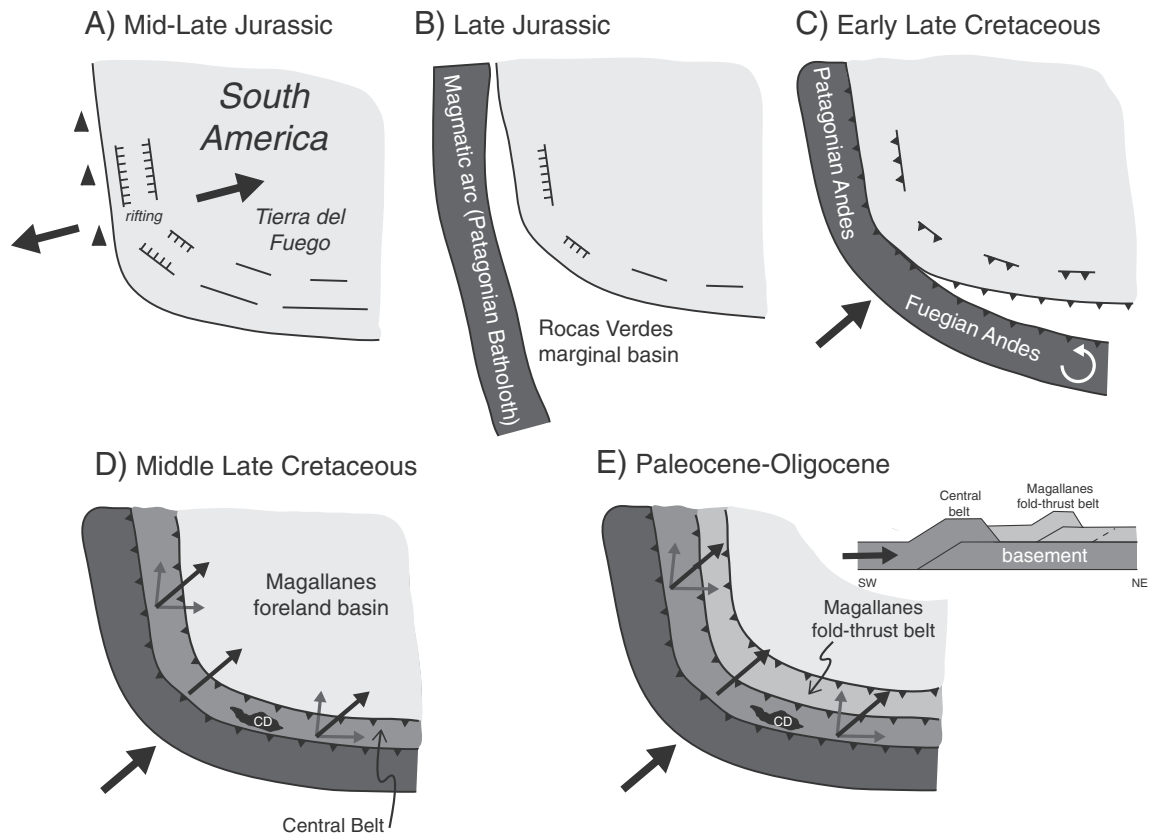 A) Mid-Late Jurassic
South
America
rifting
Tierra del
Fuego
B) Late Jurassic
Magmatic arc (Patagonian Batholoth)
Rocas Verdes
marginal basin
C) Early Late Cretaceous
Patagonian Andes
Fuegian Andes
D) Middle Late Cretaceous
Magallanes
foreland basin
CD
Central Belt
E) Paleocene-Oligocene
Central
belt
Magallanes
fold-thrust belt
basement
SW
NE
Magallanes
fold-thrust belt
CD